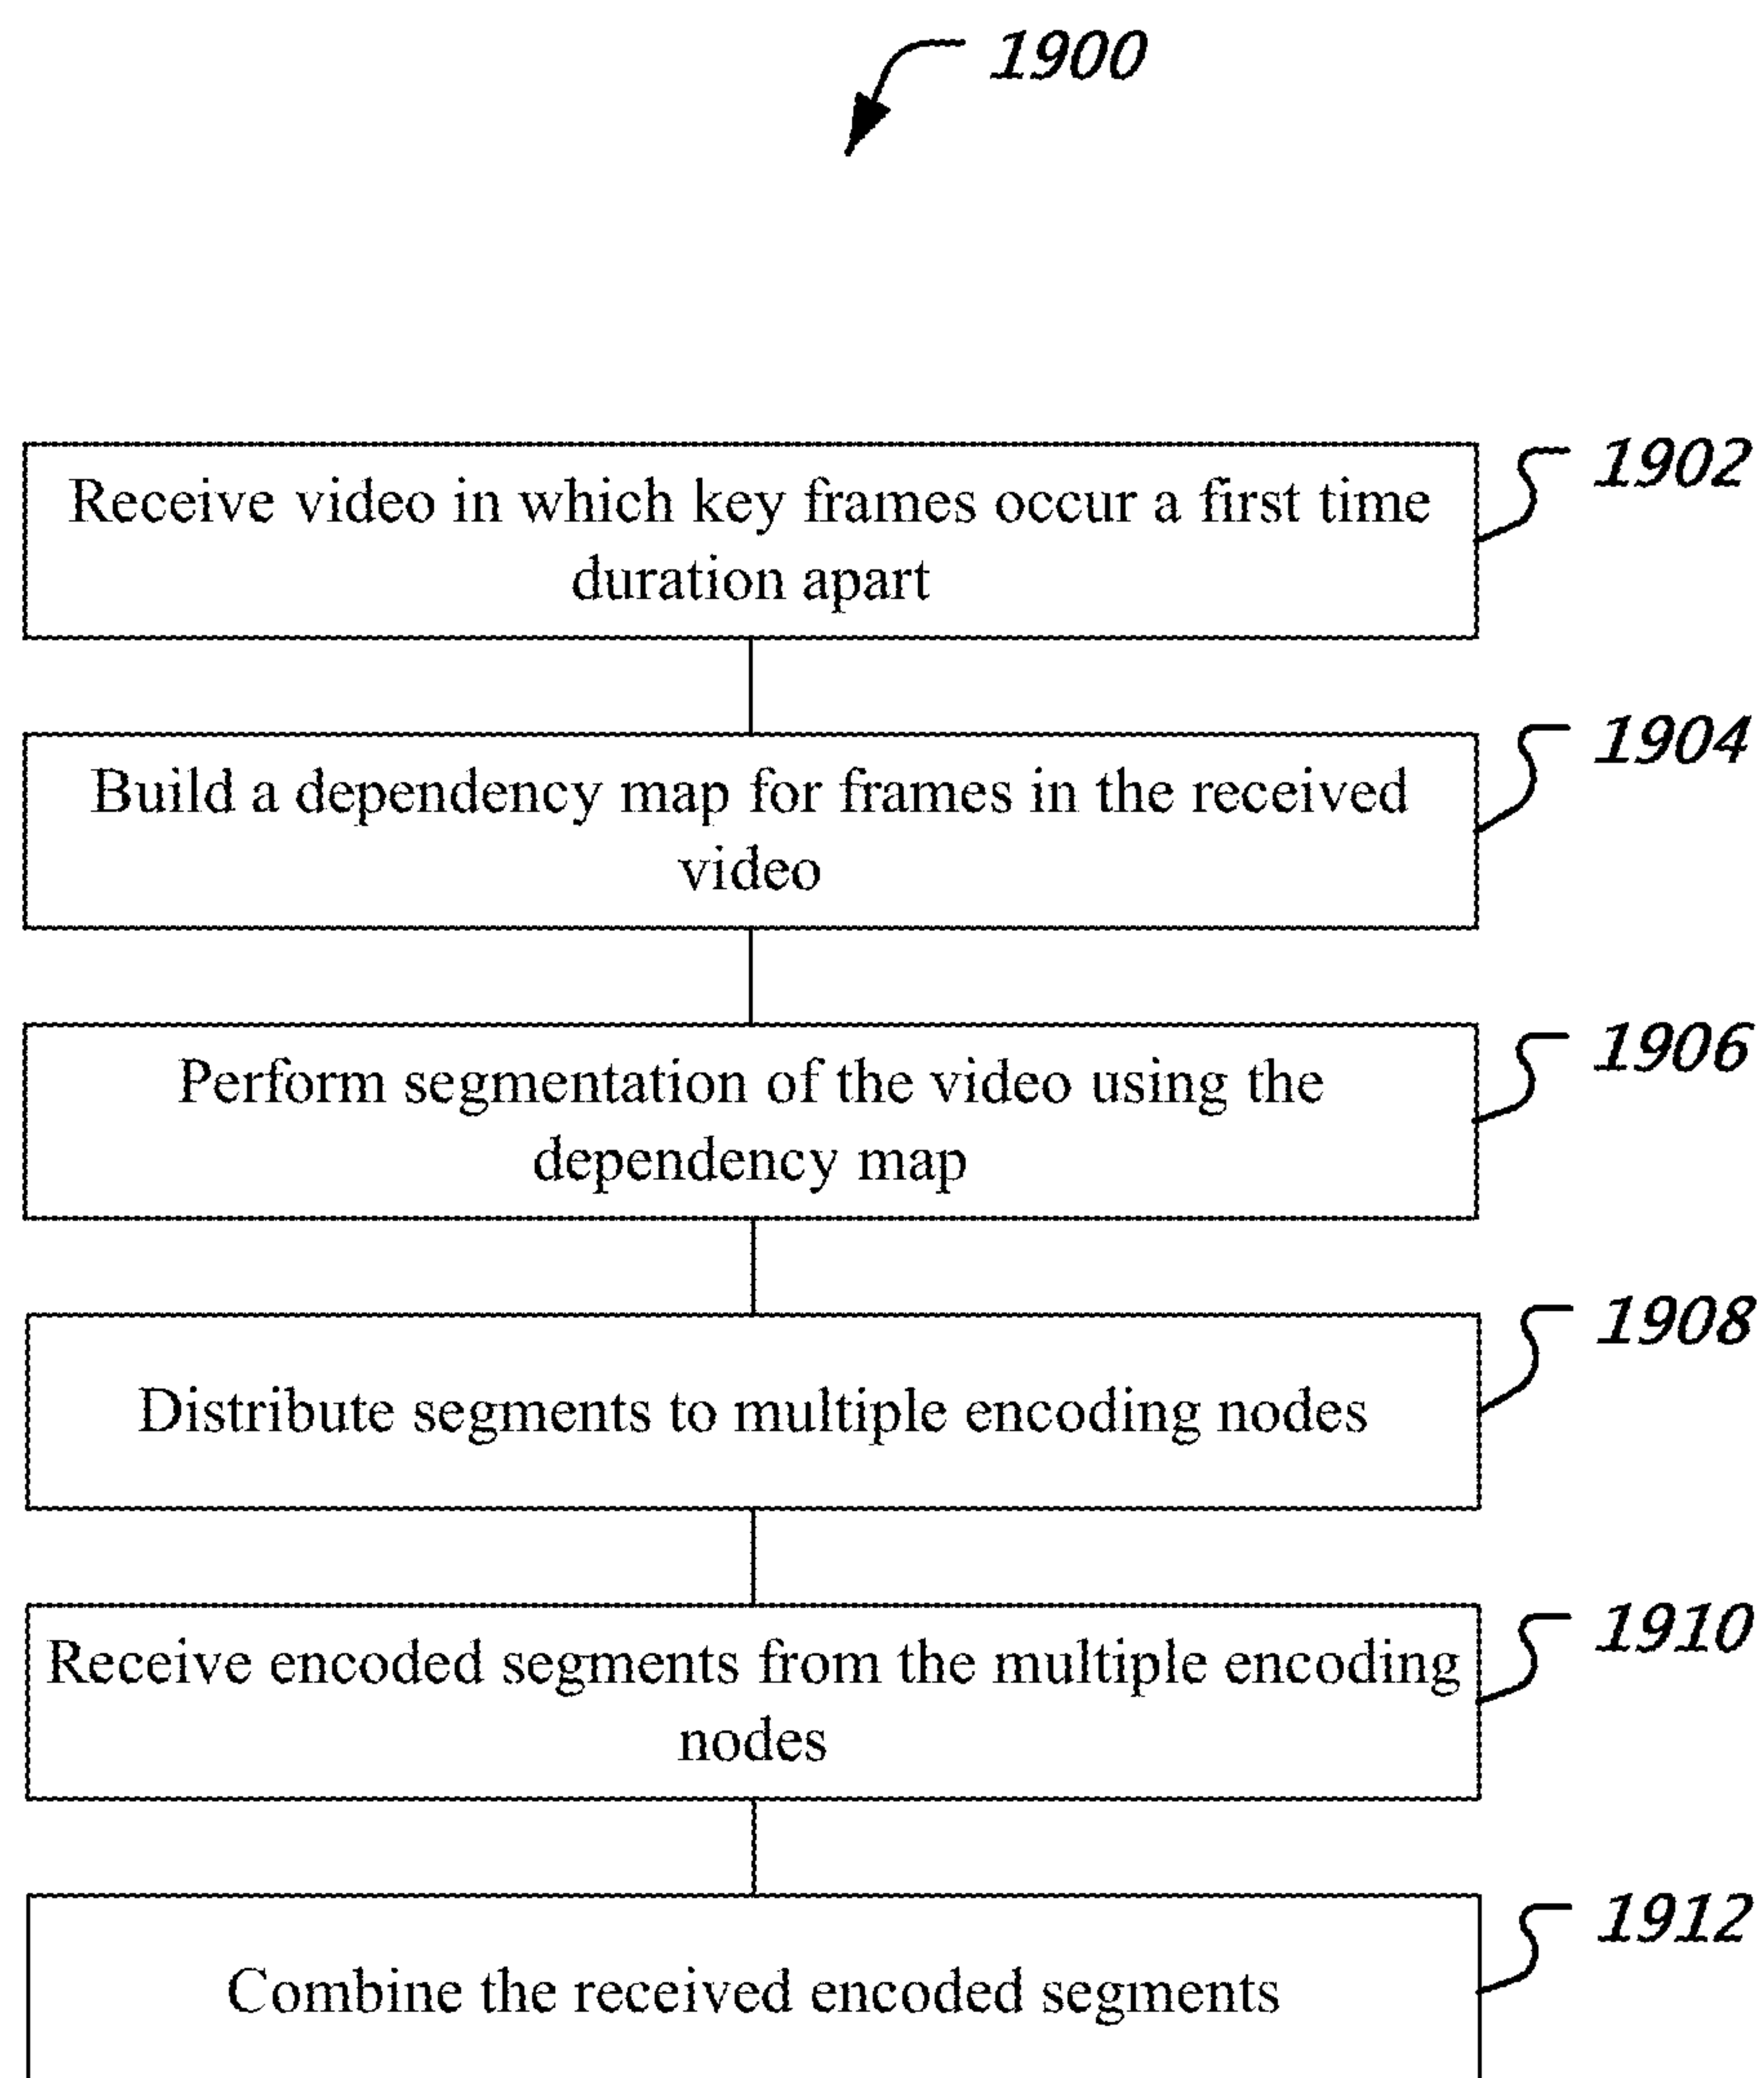 1900
Receive video in which key frames occur a first time
duration apart
1902
Build a dependency map for frames in the received
video
1904
Perform segmentation of the video using the
dependency map
1906
Distribute segments to multiple encoding nodes
1908
Receive encoded segments from the multiple encoding
nodes
1910
Combine the received encoded segments
1912